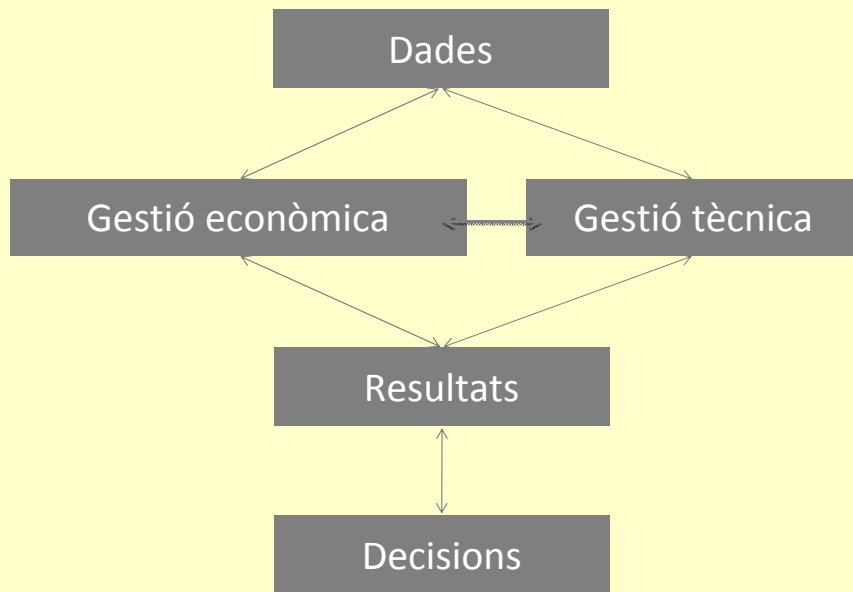 Dades
Gestió econòmica
Gestió tècnica
Resultats
Decisions